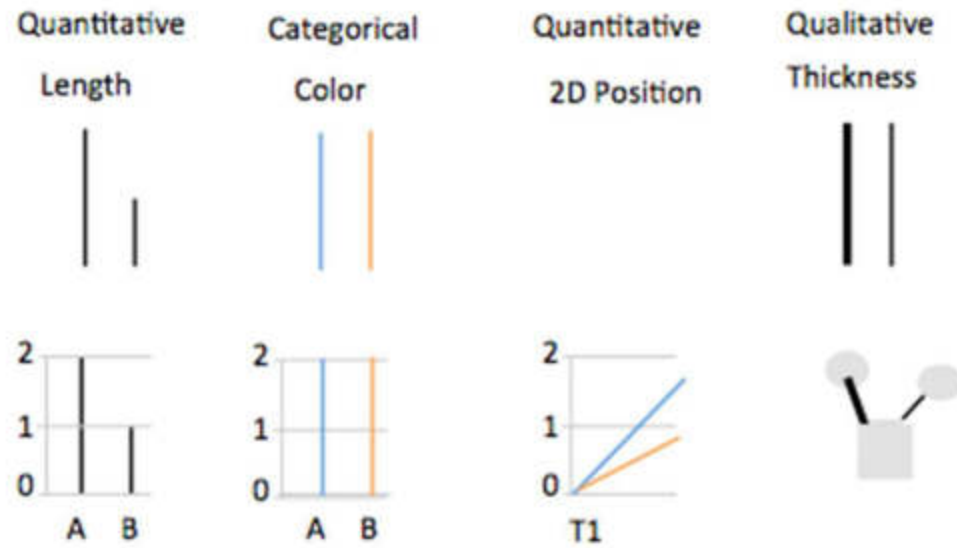 Quantitative
Length
Categorical
Color
Quantitative
2D Position
Qualitative
Thickness
2
1
0
A B
2
1
0
A B
2
1
0
T1